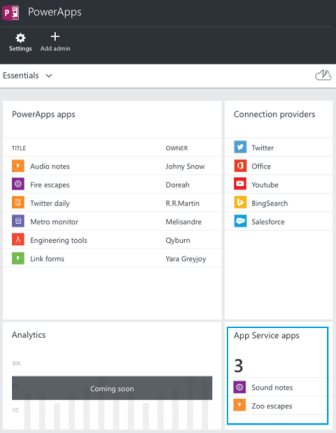 PowerApps
Settings
Add admin
Essentials
PowerApps apps
TITLE OWNER
Audio notes Johny Snow
Fire escapes Doreah
Twitter daily R.R.Martin
Metro monitor Melisandre
Engineering tools Qyburn
Link forms Yara Greyjoy
Connection providers
Twitter
Office
Youtube
BingSearch
Salesforce
Analytics
Coming soon
App Service apps
3
Sound notes
Zoo escapes